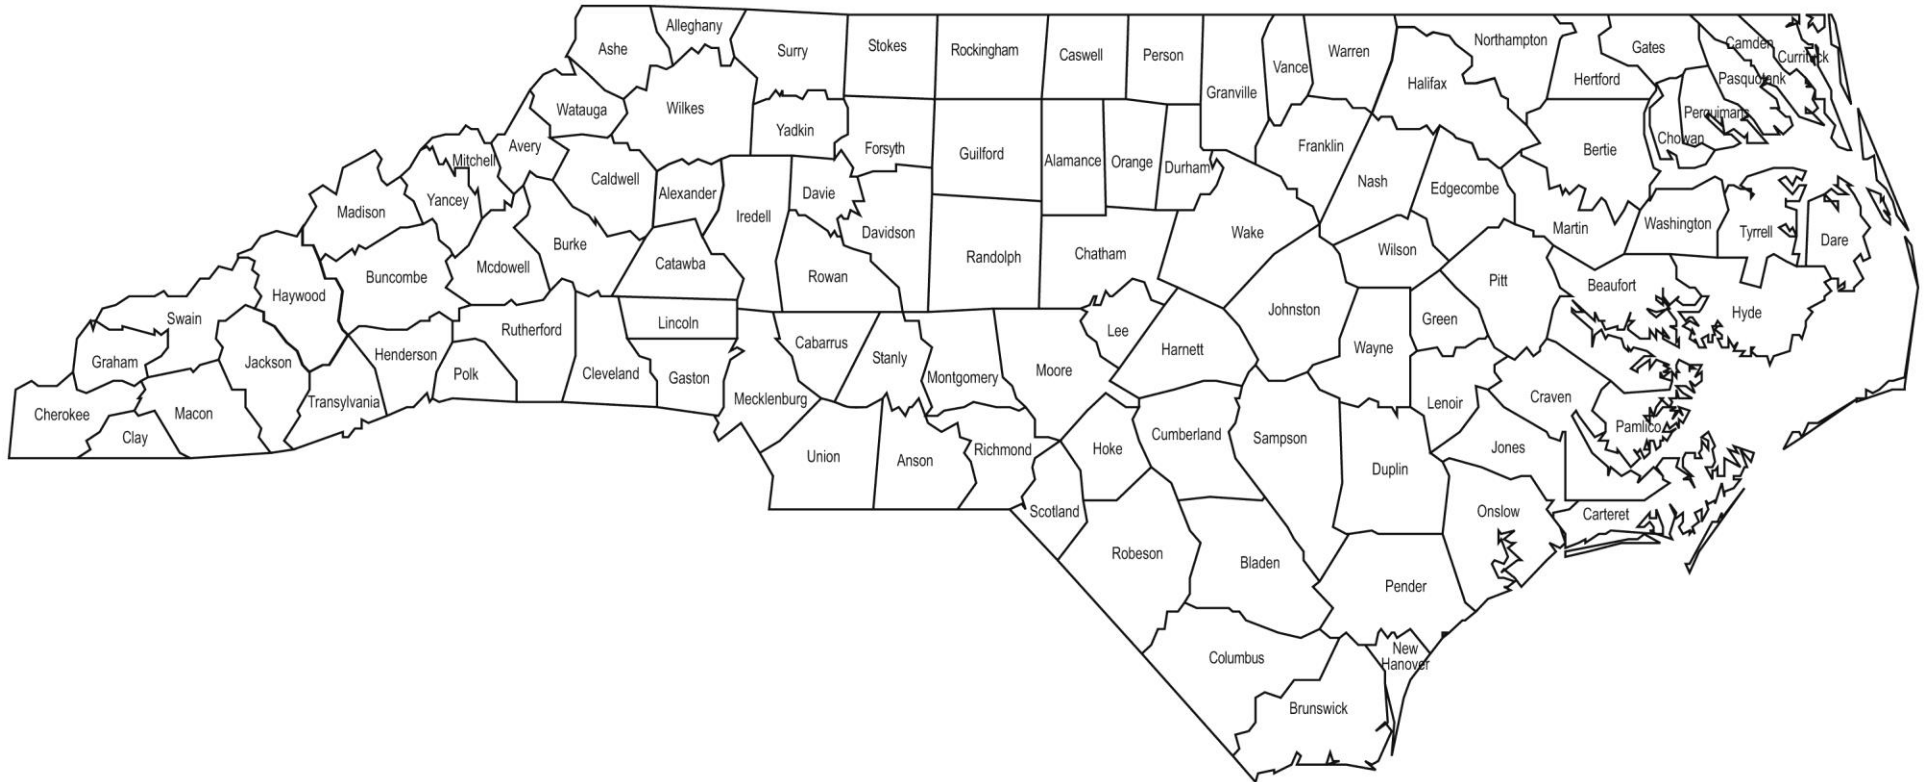 Alleghany
Ashe
Surry
Stokes
Rockingham
Caswell
Person
Vance
Warren
Northampton
Gates
Camden
Currituck
Granville
Halifax
Hertford
Pasquotank
Watauga
Wilkes
Yadkin
Perquimans
Chowan
Mitchell
Avery
Forsyth
Guilford
Alamance
Orange
Durham
Franklin
Bertie
Caldwell
Alexander
Davie
Nash
Edgecombe
Yancey
Madison
Iredell
Davidson
Wake
Martin
Washington
Tyrrell
Dare
Burke
Buncombe
Mcdowell
Catawba
Rowan
Randolph
Chatham
Wilson
Haywood
Pitt
Beaufort
Swain
Rutherford
Lincoln
Lee
Johnston
Green
Hyde
Graham
Jackson
Henderson
Polk
Cleveland
Gaston
Cabarrus
Stanly
Montgomery
Moore
Harnett
Wayne
Cherokee
Clay
Macon
Transylvania
Mecklenburg
Lenoir
Craven
Pamlico
Union
Anson
Richmond
Hoke
Cumberland
Sampson
Duplin
Jones
Scotland
Onslow
Carteret
Robeson
Bladen
Pender
Columbus
New
Hanover
Brunswick